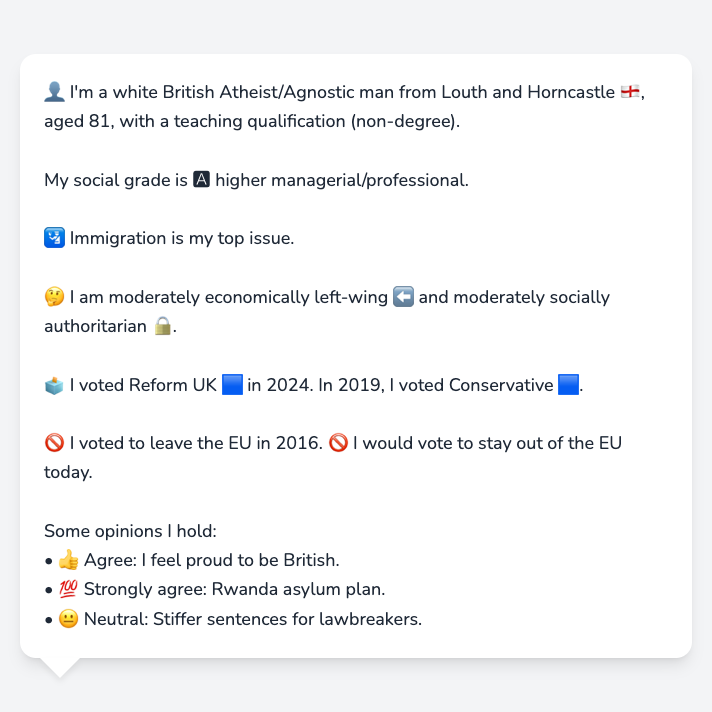 👤 I'm a white British Atheist/Agnostic man from Louth and Horncastle 🏴󠁧󠁢󠁥󠁮󠁧󠁿,
aged 81, with a teaching qualification (non-degree).
My social grade is 🅰 higher managerial/professional.
🛂 Immigration is my top issue.
🤔 I am moderately economically left-wing ⬅️ and moderately socially
authoritarian 🔒.
🗳️ I voted Reform UK 🟦 in 2024. In 2019, I voted Conservative 🟦.
🚫 I voted to leave the EU in 2016. 🚫 I would vote to stay out of the EU
today.
Some opinions I hold:
• 👍 Agree: I feel proud to be British.
• 💯 Strongly agree: Rwanda asylum plan.
• 😐 Neutral: Stiffer sentences for lawbreakers.